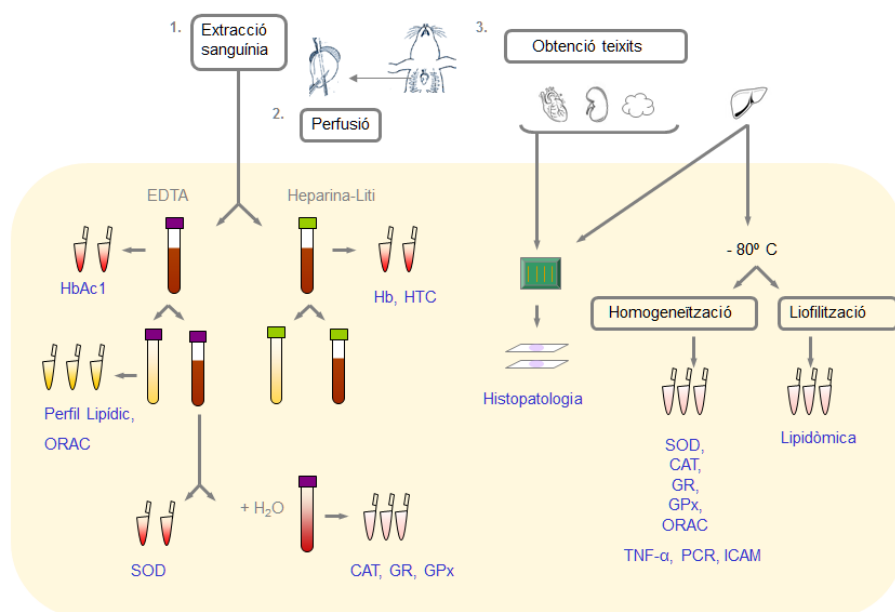 1.
Extracció
sanguínia
2.
Perfusió
3.
Obtenció teixits
EDTA
Heparina-Liti
HbAc1
Hb, HTC
Perfil Lipídic,
ORAC
SOD
+ H₂O
CAT, GR, GPx
Histopatologia
- 80º C
Homogeneïtzació
Liofilització
SOD,
CAT,
GR,
GPx,
ORAC
TNF-α, PCR, ICAM
Lipidòmica